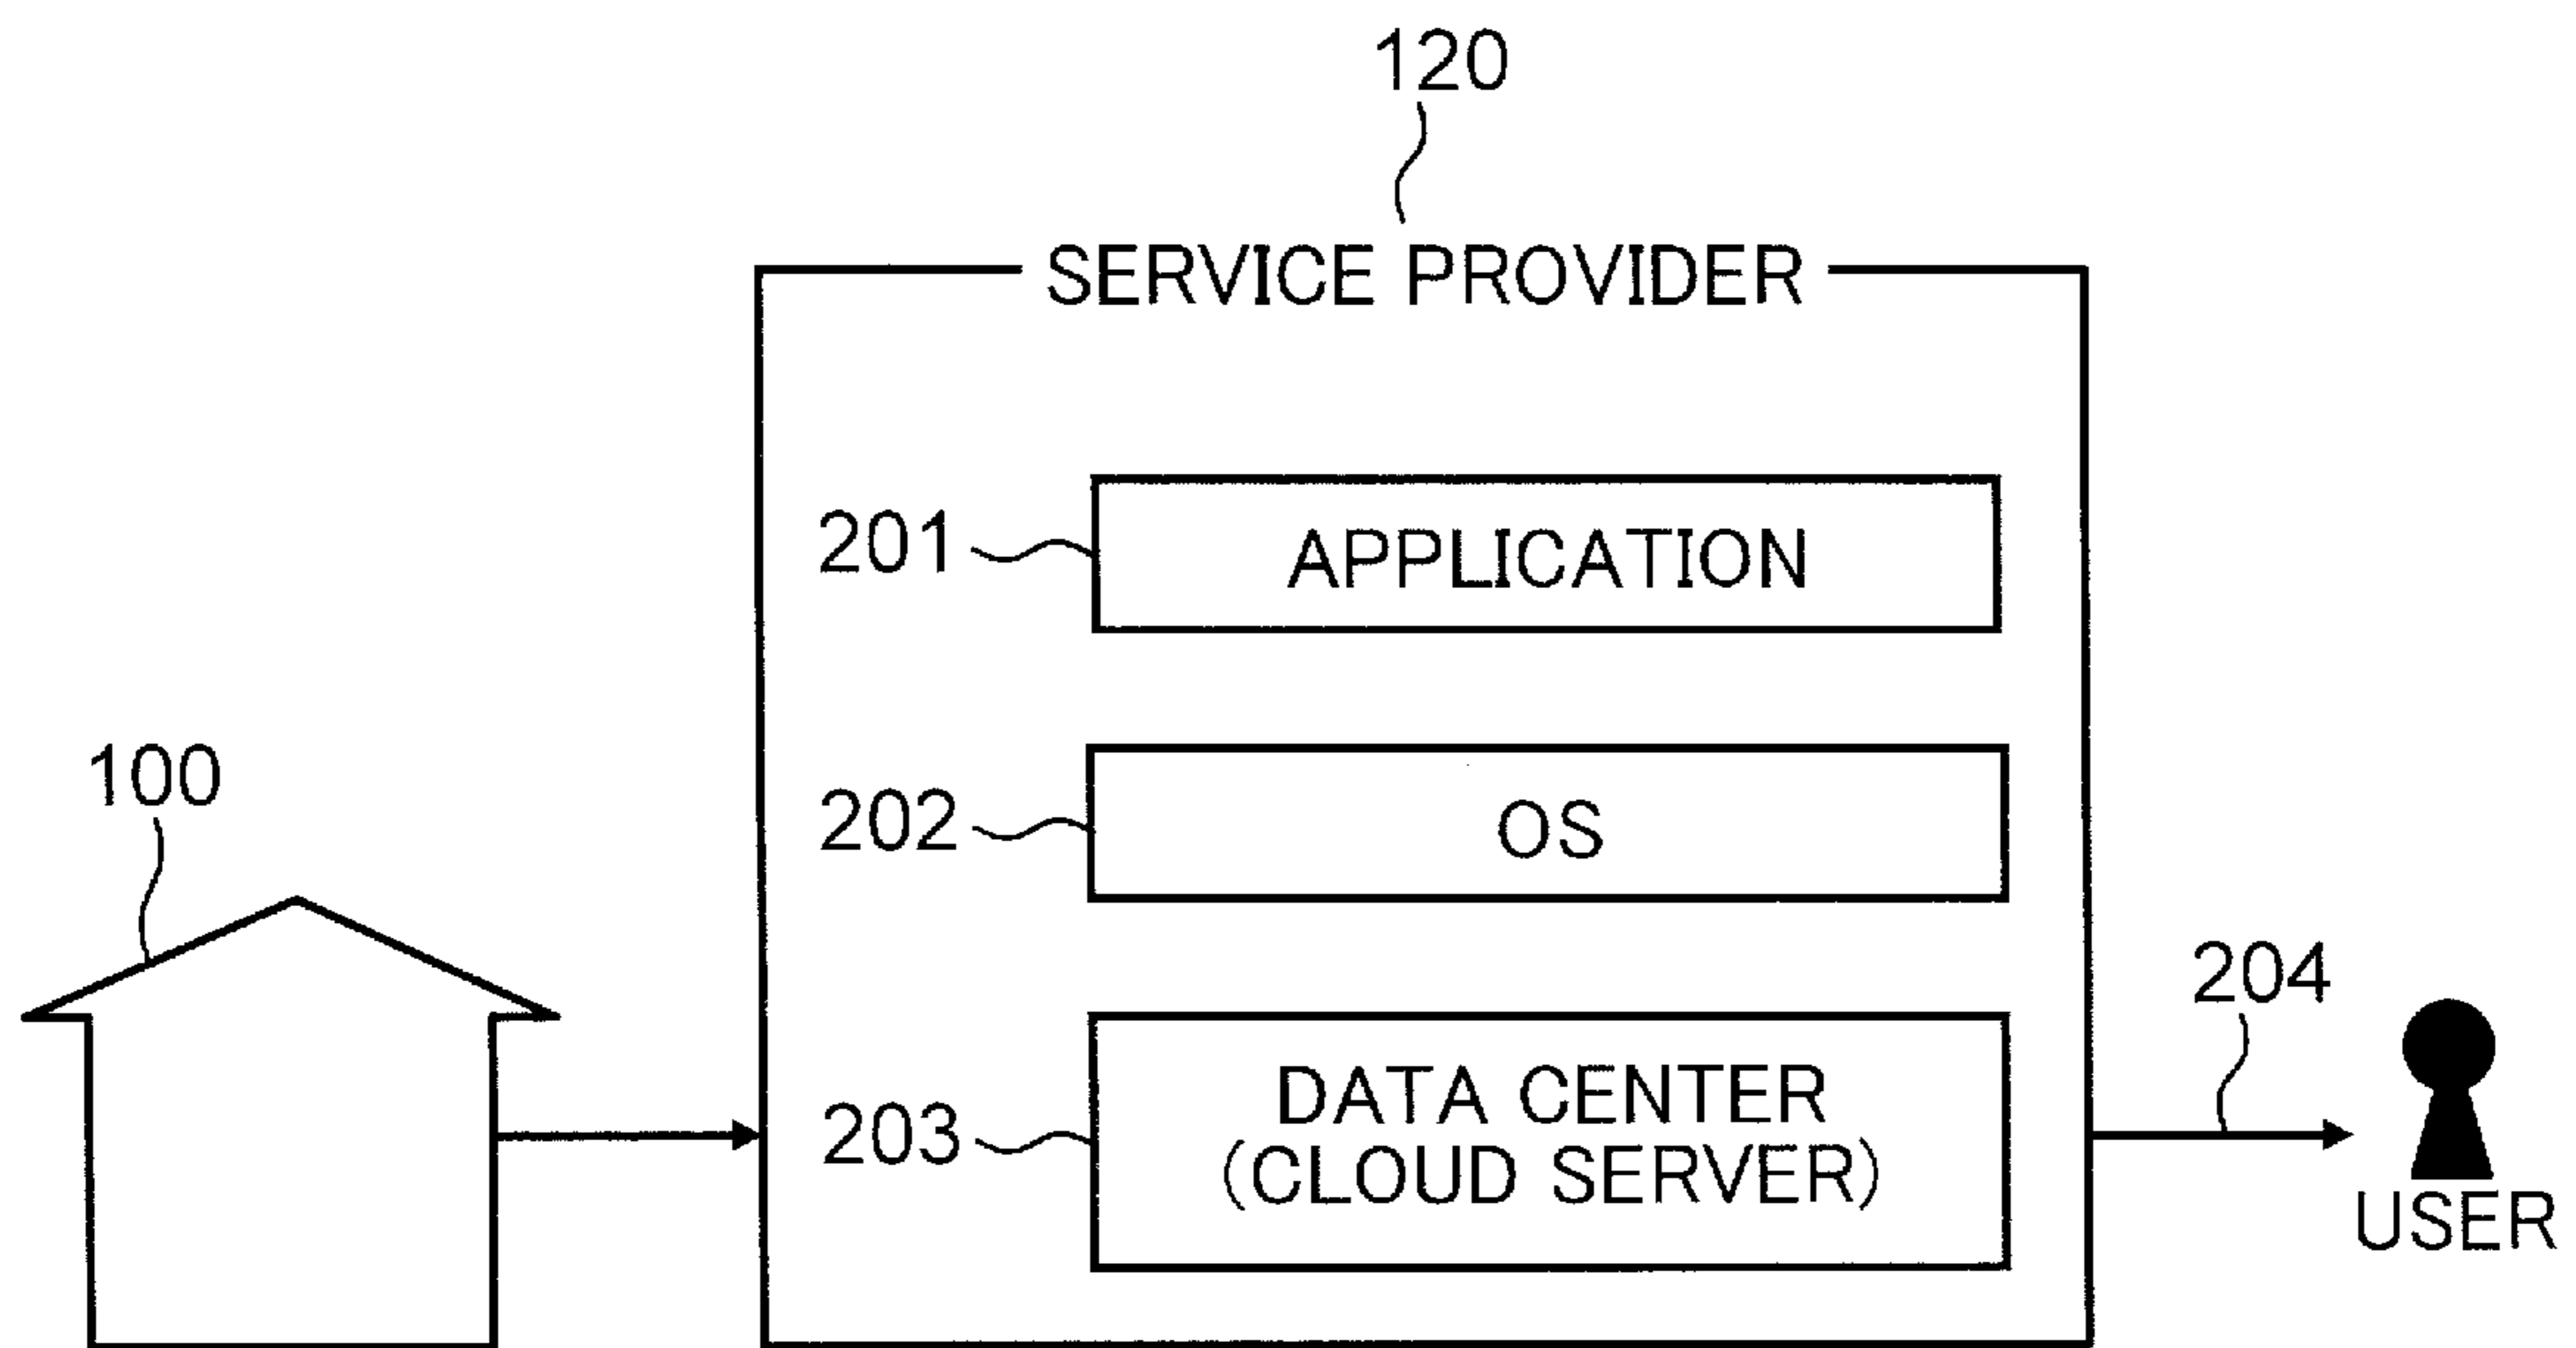 120
SERVICE PROVIDER
201
APPLICATION
100
202
OS
204
203
DATA CENTER
(CLOUD SERVER)
USER